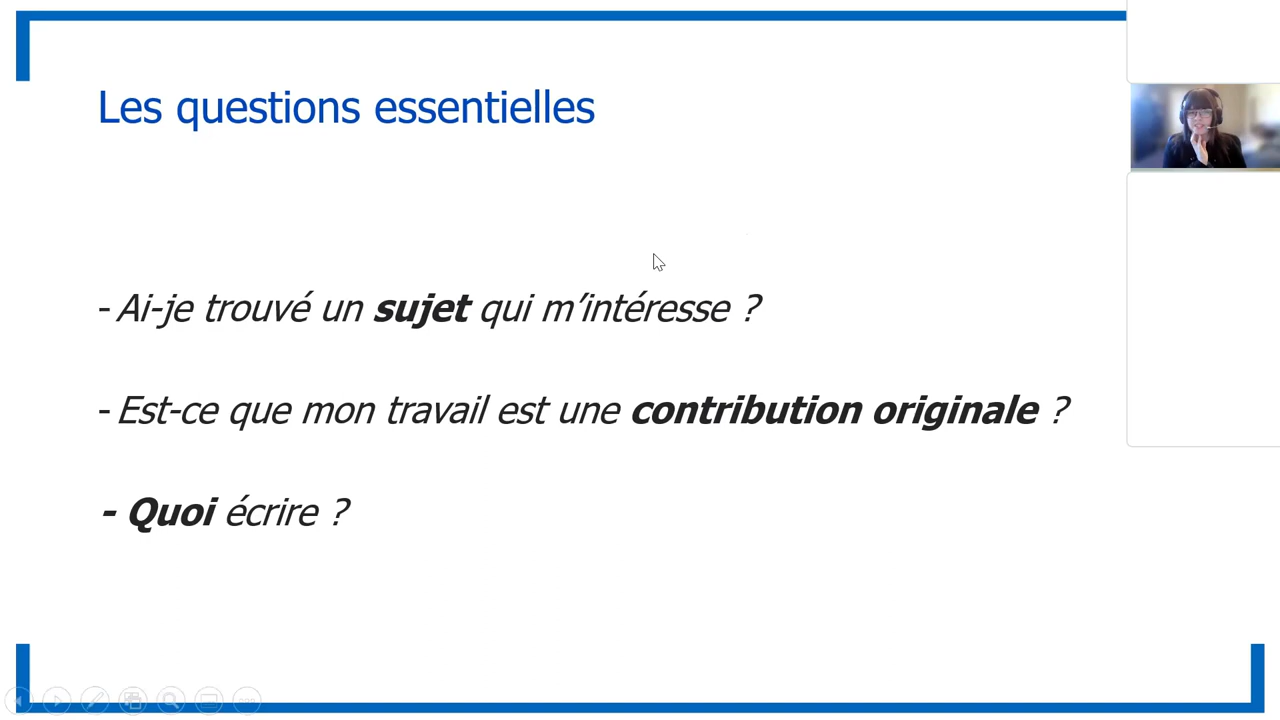 Les questions essentielles
- Ai-je trouvé un sujet qui m’intéresse ?
- Est-ce que mon travail est une contribution originale ?
- Quoi écrire ?